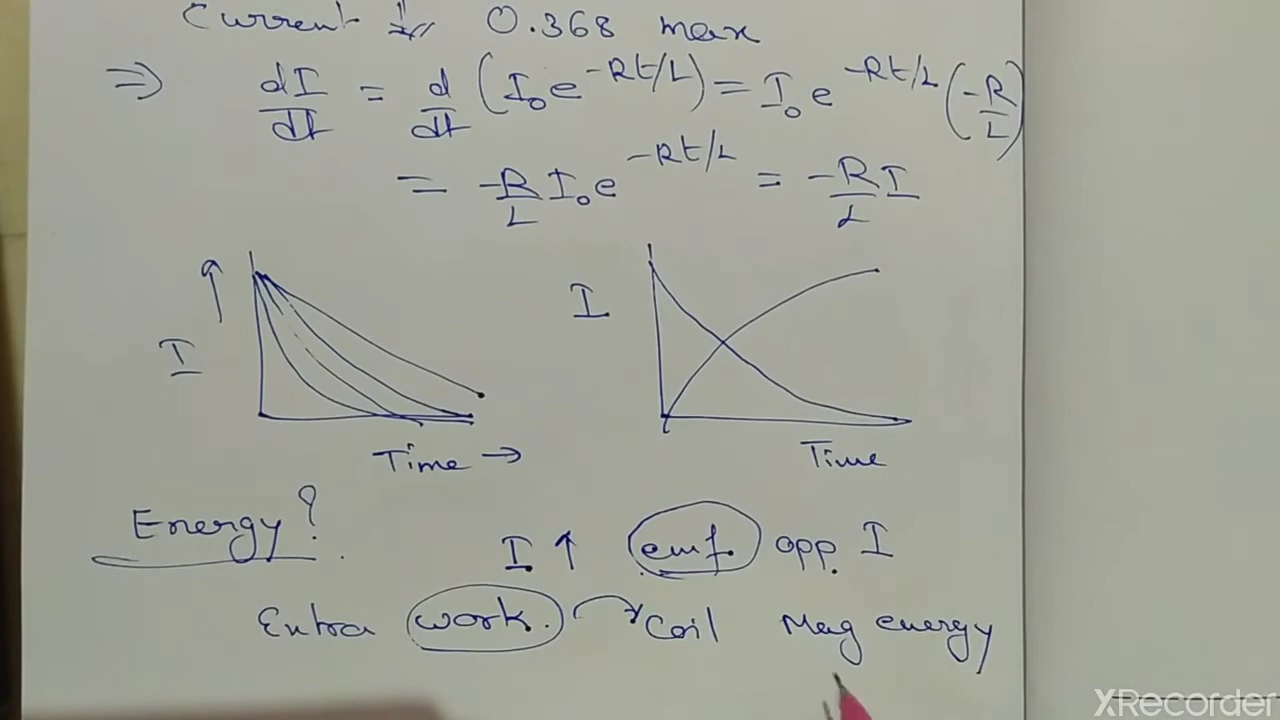 Current is 0.368 max
⇒ dI/dt = d/dt (I₀e^-Rt/L) = I₀e^-Rt/L (-R/L)
= -R/L I₀e^-Rt/L = -R/L I
I
Time →
I
Time
Energy?
I ↑ emf. opp. I
Extra work. → Coil Mag energy
XRecorder